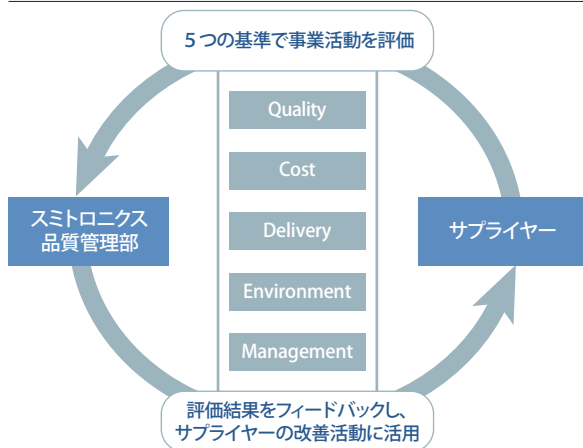 5つの基準で事業活動を評価
Quality
Cost
Delivery
Environment
Management
スミトロニクス
品質管理部
サプライヤー
評価結果をフィードバックし、
サプライヤーの改善活動に活用